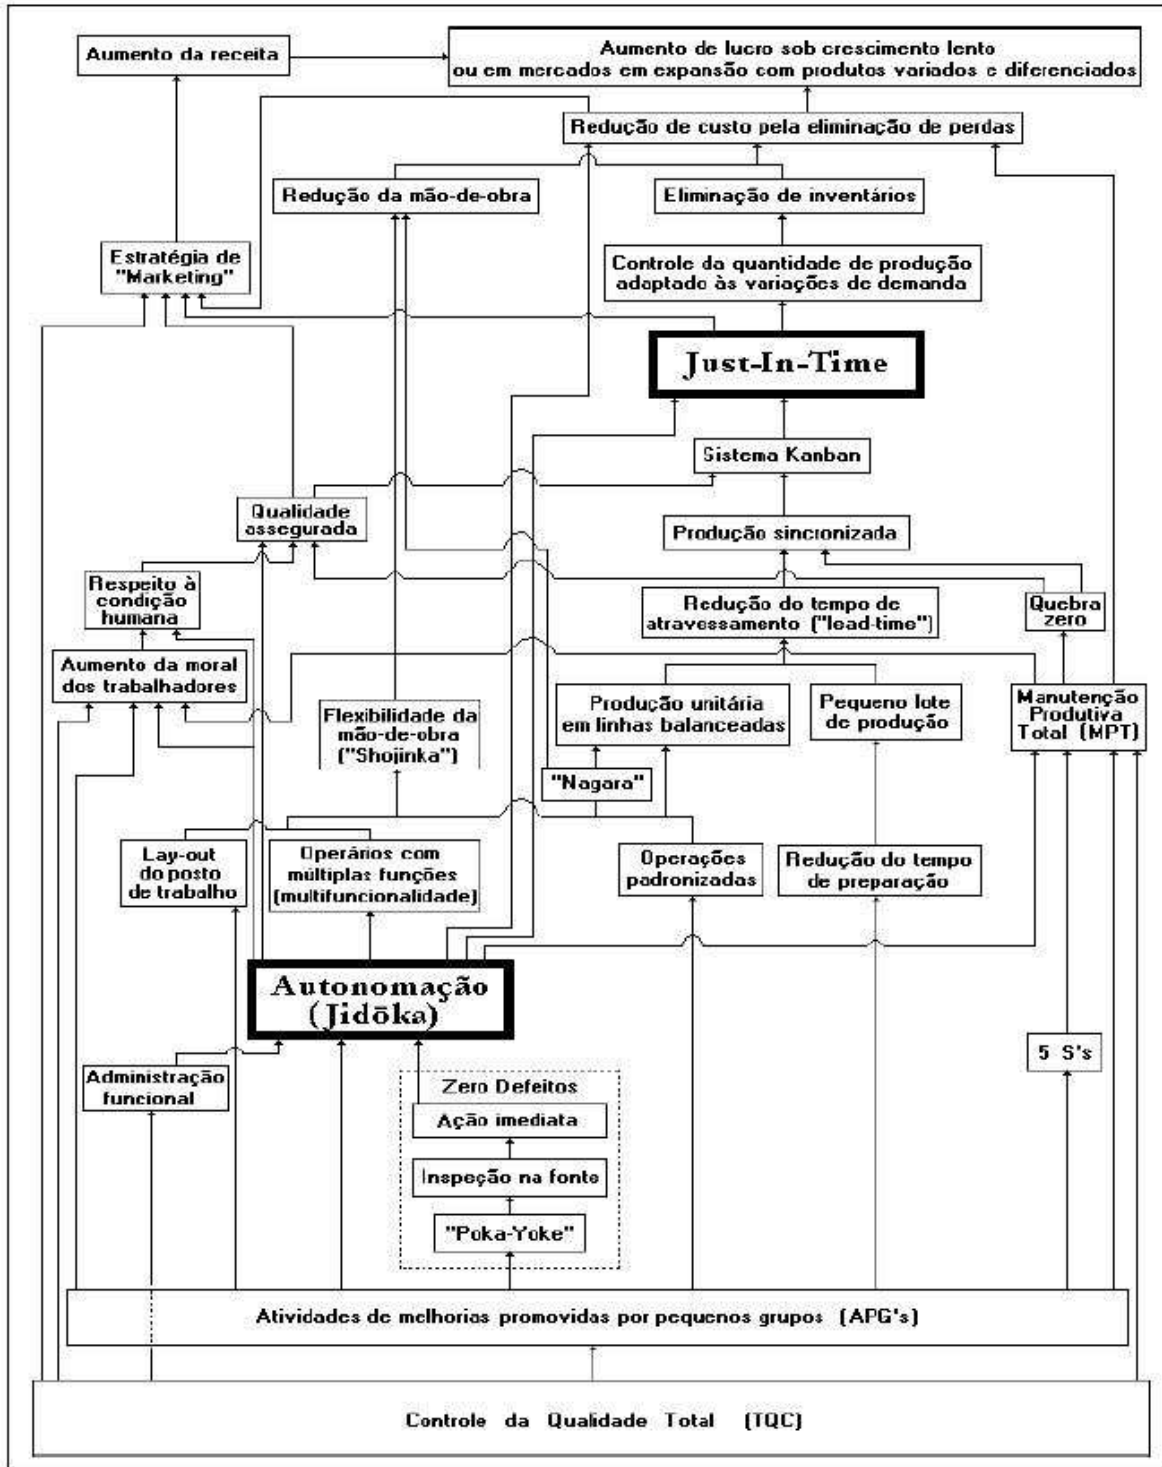 Aumento da receita
Aumento de lucro sob crescimento lento
ou em mercados em expansão com produtos variados e diferenciados
Redução de custo pela eliminação de perdas
Redução da mão-de-obra
Eliminação de inventários
Estratégia de
"Marketing"
Controle da quantidade de produção
adaptado às variações de demanda
Just-In-Time
Sistema Kanban
Qualidade
assegurada
Produção sincronizada
Respeito à
condição
humana
Redução do tempo de
atravessamento ("lead-time")
Quebra
zero
Aumento da moral
dos trabalhadores
Flexibilidade da
mão-de-obra
("Shojinka")
Produção unitária
em linhas balanceadas
Pequeno lote
de produção
Manutenção
Produtiva
Total (MPT)
"Nagara"
Lay-out
do posto
de trabalho
Operários com
múltiplas funções
(multifuncionalidade)
Operações
padronizadas
Redução do tempo
de preparação
Autonomação
(Jidōka)
5 S's
Administração
funcional
Zero Defeitos
Ação imediata
Inspeção na fonte
"Poka-Yoke"
Atividades de melhorias promovidas por pequenos grupos (APG's)
Controle da Qualidade Total (TQC)